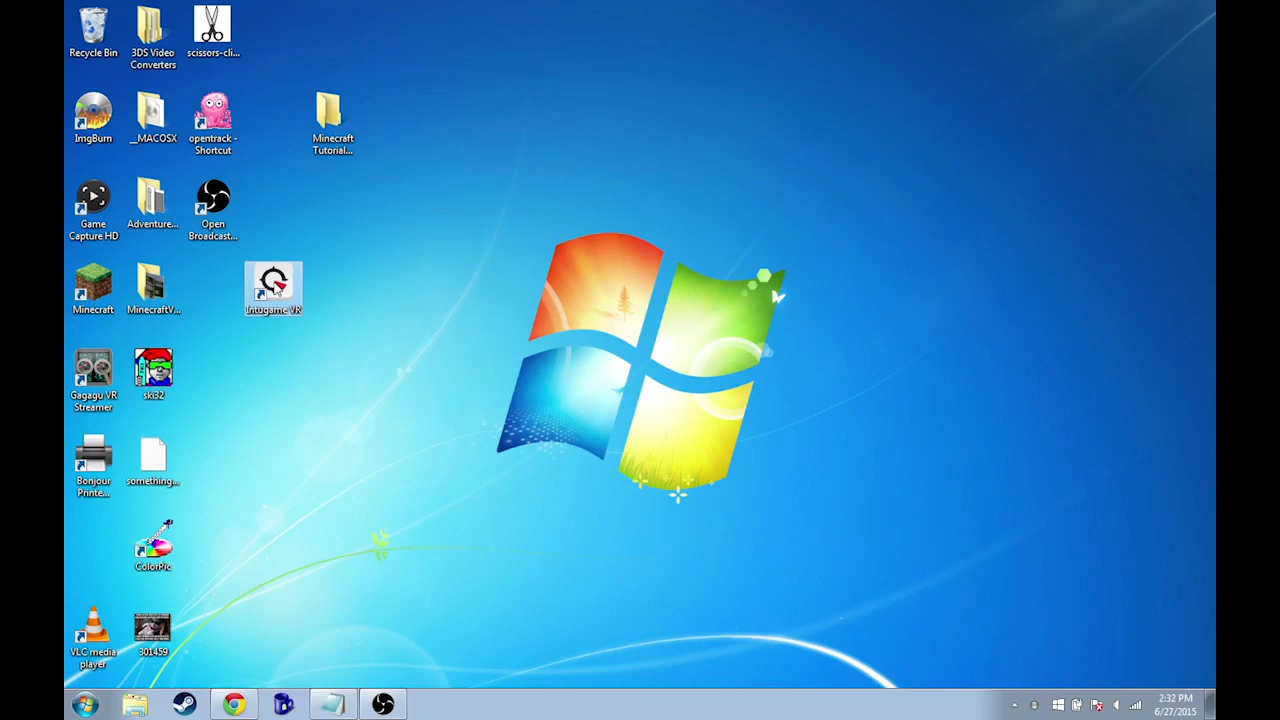 Recycle Bin
3DS Video
Converters
scissors-cli...
ImgBurn
__MACOSX
opentrack -
Shortcut
Minecraft
Tutorial...
Game
Capture HD
Adventure...
Open
Broadcast...
Minecraft
MinecraftV...
Intugame VR
Gagagu VR
Streamer
ski32
Bonjour
Printe...
something...
ColorPic
VLC media
player
301459
2:32 PM
6/27/2015